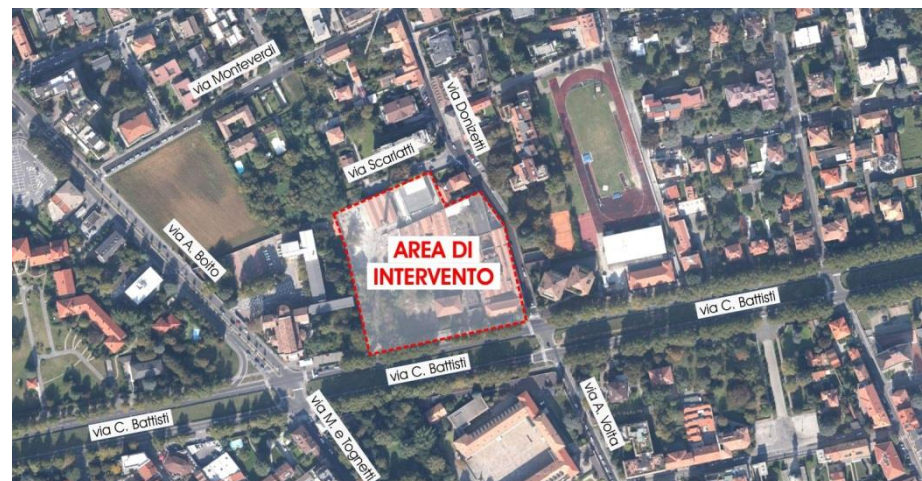 via Monteverdi
via Donizetti
via Scarlatti
via A. Boito
AREA DI
INTERVENTO
via C. Battisti
via C. Battisti
via C. Battisti
via M. e Tognetti
via A. Volta